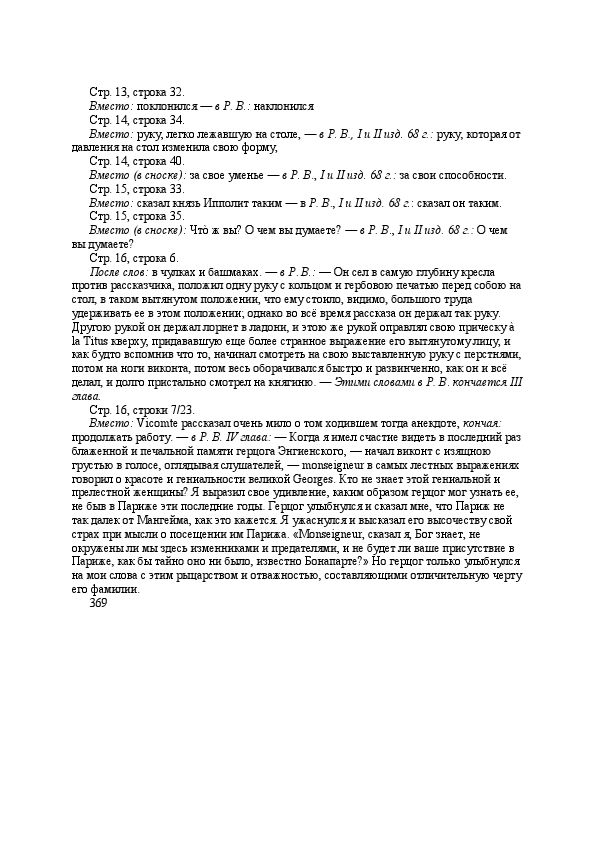 Стр. 13, строка 32.
Вместо: поклонился — в Р. В.: наклонился
Стр. 14, строка 34.
Вместо: руку, легко лежавшую на столе, — в Р. В., I и II изд. 68 г.: руку, которая от
давления на стол изменила свою форму,
Стр. 14, строка 40.
Вместо (в сноске): за свое уменье — в Р. В., I и II изд. 68 г.: за свои способности.
Стр. 15, строка 33.
Вместо: сказал князь Ипполит таким — в Р. В., I и II изд. 68 г.: сказал он таким.
Стр. 15, строка 35.
Вместо (в сноске): Что̀ ж вы? О чем вы думаете? — в Р. В., I и II изд. 68 г.: О чем
вы думаете?
Стр. 16, строка 6.
После слов: в чулках и башмаках. — в Р. В.: — Он сел в самую глубину кресла
против рассказчика, положил одну руку с кольцом и гербовою печатью перед собою на
стол, в таком вытянутом положении, что ему стоило, видимо, большого труда
удерживать ее в этом положении; однако во всё время рассказа он держал так руку.
Другою рукой он держал лорнет в ладони, и этою же рукой оправлял свою прическу à
la Titus кверху, придававшую еще более странное выражение его вытянутому лицу, и
как будто вспомнив что то, начинал смотреть на свою выставленную руку с перстнями,
потом на ноги виконта, потом весь оборачивался быстро и развинченно, как он и всё
делал, и долго пристально смотрел на княгиню. — Этими словами в Р. В. кончается III
глава.
Стр. 16, строки 7/23.
Вместо: Vicomte рассказал очень мило о том ходившем тогда анекдоте, кончая:
продолжать работу. — в Р. В. IV глава: — Когда я имел счастие видеть в последний раз
блаженной и печальной памяти герцога Энгиенского, — начал виконт с изящною
грустью в голосе, оглядывая слушателей, — monseigneur в самых лестных выражениях
говорил о красоте и гениальности великой Georges. Кто не знает этой гениальной и
прелестной женщины? Я выразил свое удивление, каким образом герцог мог узнать ее,
не быв в Париже эти последние годы. Герцог улыбнулся и сказал мне, что Париж не
так далек от Мангейма, как это кажется. Я ужаснулся и высказал его высочеству свой
страх при мысли о посещении им Парижа. «Monseigneur, сказал я, Бог знает, не
окружены ли мы здесь изменниками и предателями, и не будет ли ваше присутствие в
Париже, как бы тайно оно ни было, известно Бонапарте?» Но герцог только улыбнулся
на мои слова с этим рыцарством и отважностью, составляющими отличительную черту
его фамилии.
369